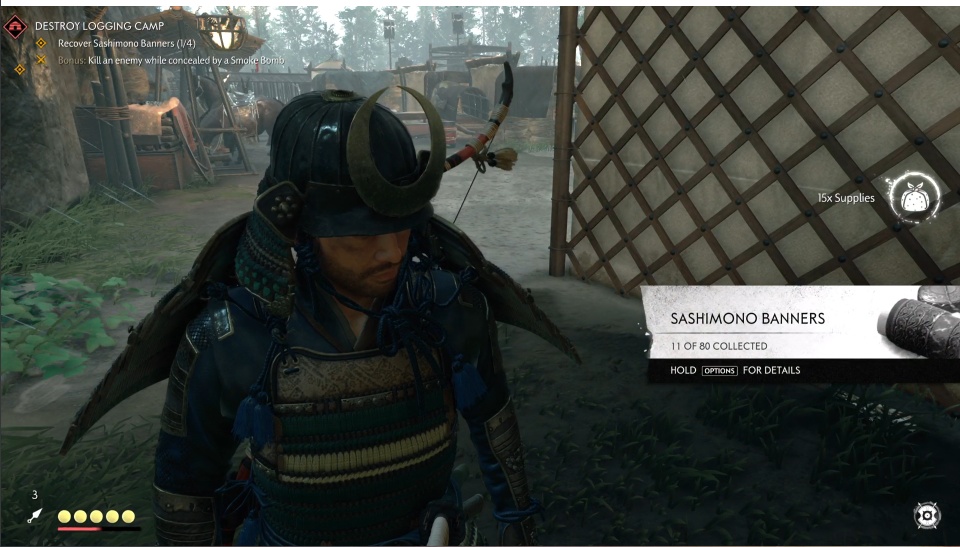 DESTROY LOGGING CAMP
Recover Sashimono Banners (1/4)
Bonus: Kill an enemy while concealed by a Smoke Bomb
15x Supplies
SASHIMONO BANNERS
11 OF 80 COLLECTED
HOLD OPTIONS FOR DETAILS
3